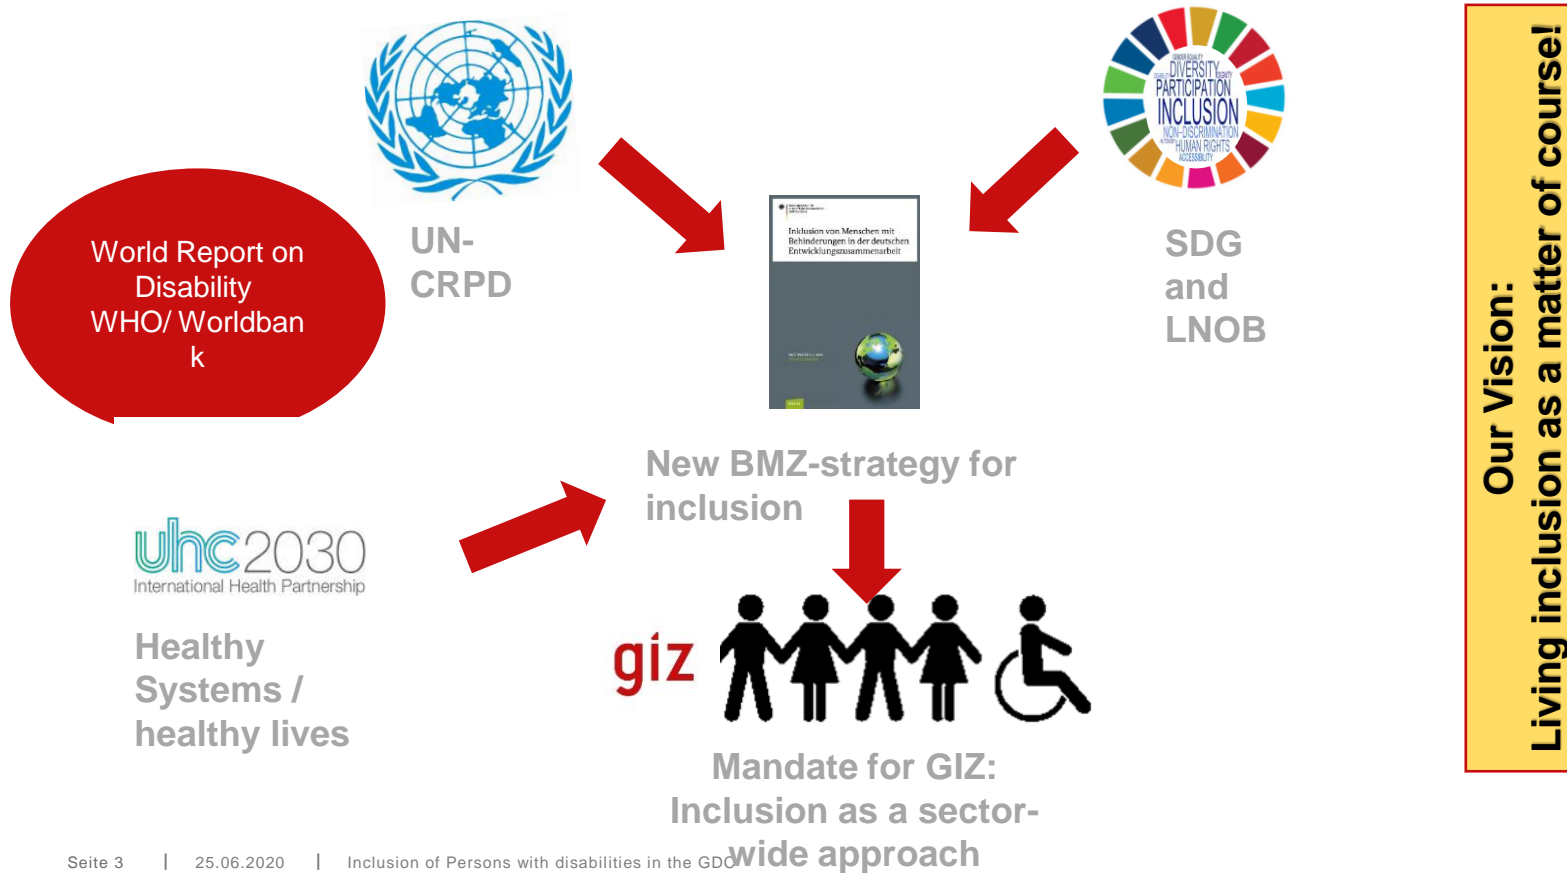 World Report on
Disability
WHO/ Worldban
k
UN-
CRPD
GENDER EQUALITY
DIVERSITY
PARTICIPATION
INCLUSION
NON-DISCRIMINATION
HUMAN RIGHTS
ACCESSIBILITY
SDG
and
LNOB
Inklusion von Menschen mit
Behinderungen in der deutschen
Entwicklungszusammenarbeit
New BMZ-strategy for
inclusion
uhc2030
International Health Partnership
Healthy
Systems /
healthy lives
giz
Mandate for GIZ:
Inclusion as a sector-
wide approach
Our Vision:
Living inclusion as a matter of course!
Seite 3 | 25.06.2020 | Inclusion of Persons with disabilities in the GDC